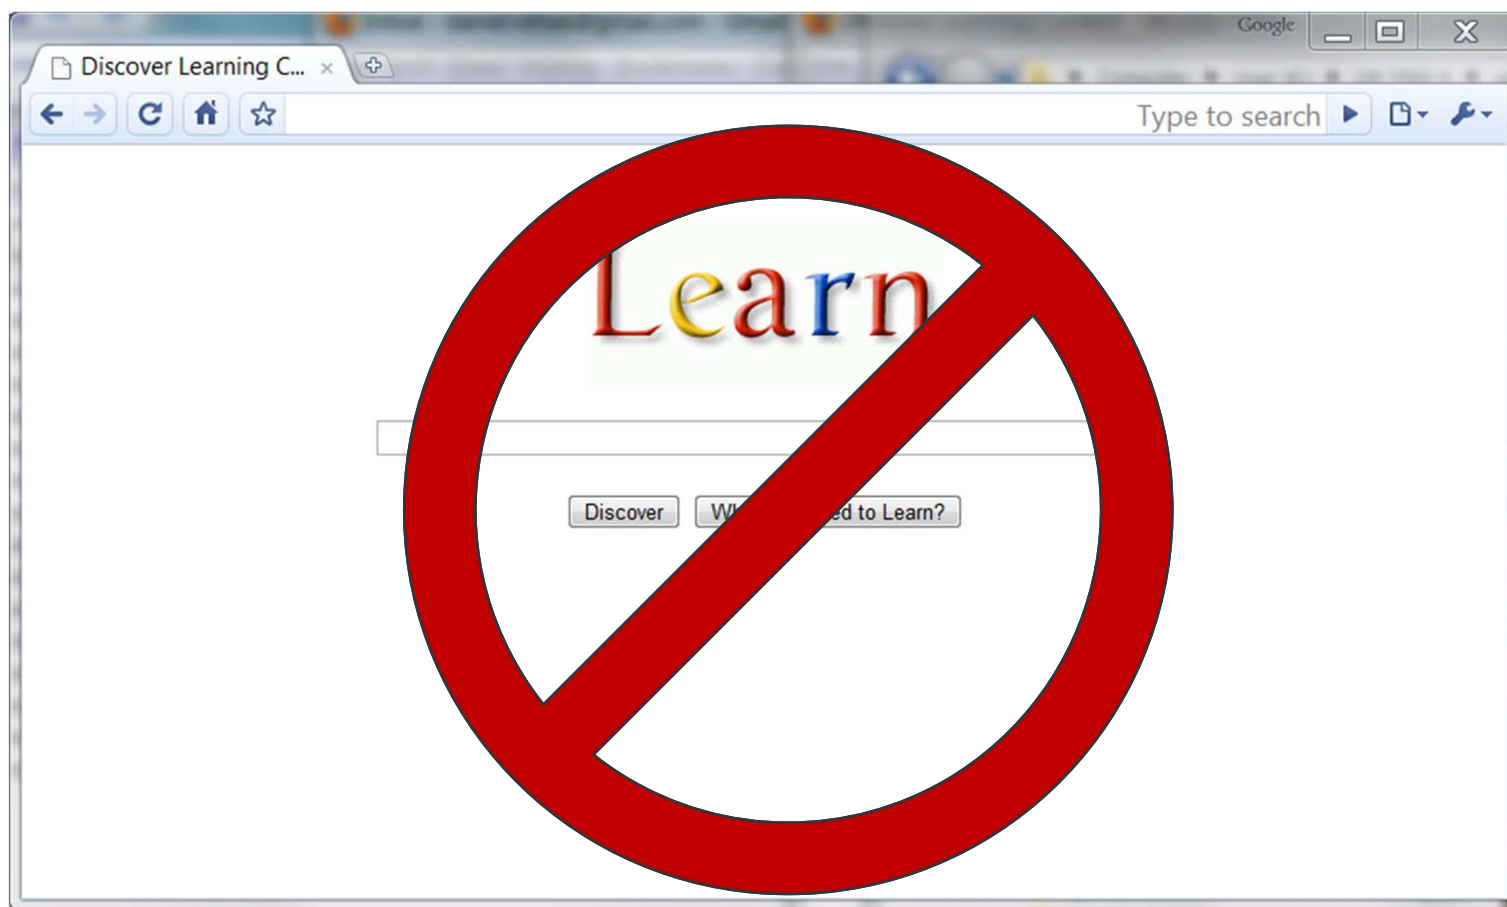 Google
Discover Learning C...
Type to search
Learn
Discover
ed to Learn?